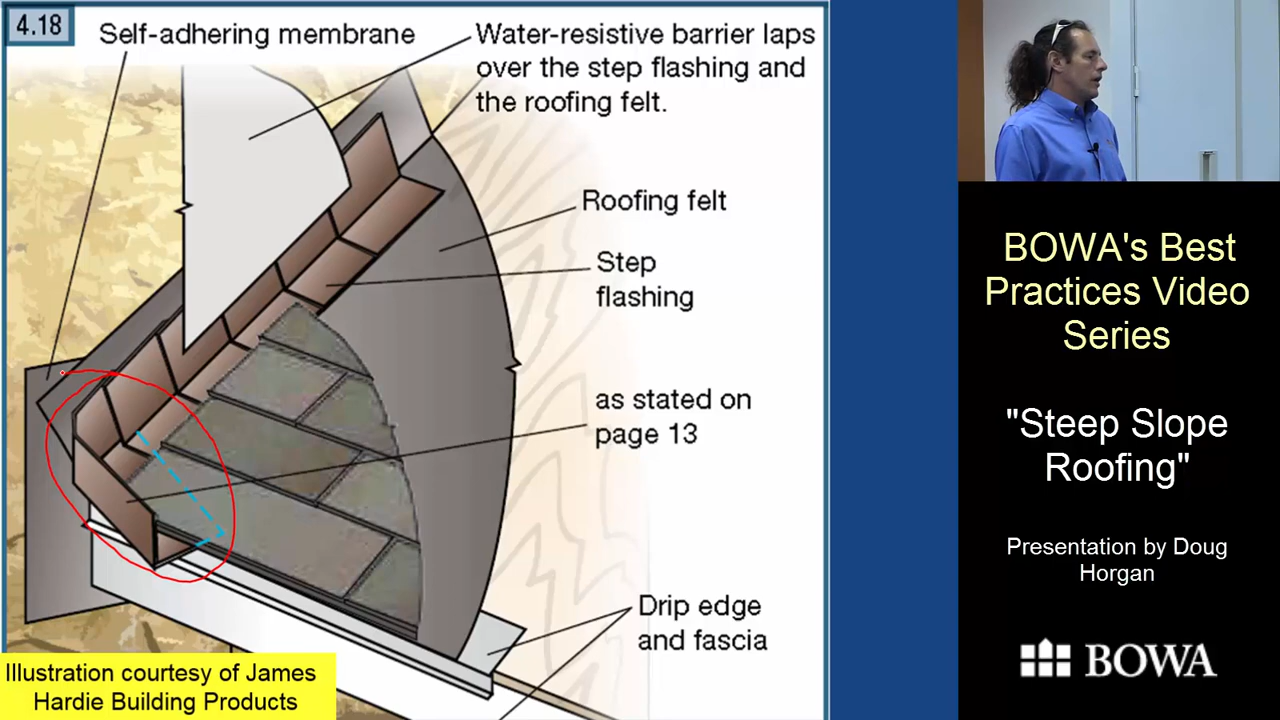 4.18
Self-adhering membrane
Water-resistive barrier laps
over the step flashing and
the roofing felt.
Roofing felt
Step
flashing
as stated on
page 13
Drip edge
and fascia
Illustration courtesy of James
Hardie Building Products
BOWA's Best
Practices Video
Series
"Steep Slope
Roofing"
Presentation by Doug
Horgan
BOWA